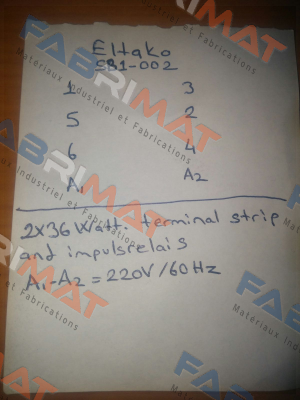 Eltako
SB1-002
1 3
5 2
6 4
A1 A2
2X36 Watt. terminal strip
and impulsrelais
A1-A2 = 220V/60Hz
FABRIMAT
Matériaux Industriel et Fabrications